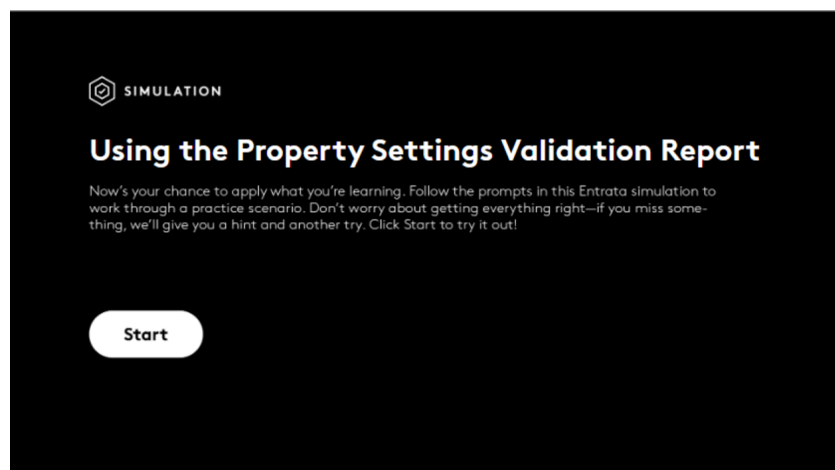 SIMULATION
Using the Property Settings Validation Report
Now's your chance to apply what you're learning. Follow the prompts in this Entrata simulation to
work through a practice scenario. Don't worry about getting everything right—if you miss some-
thing, we'll give you a hint and another try. Click Start to try it out!
Start